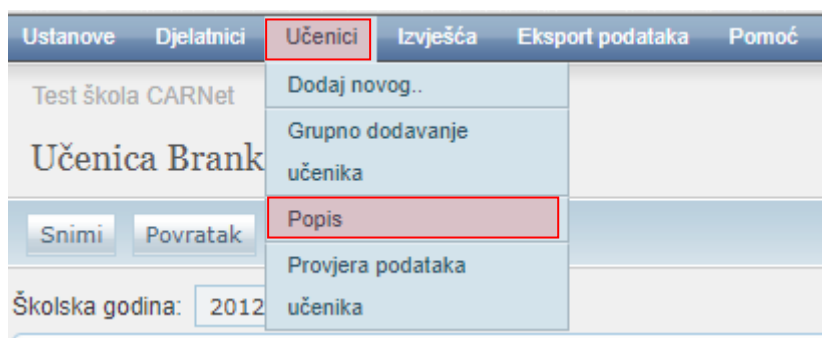 Ustanove Djelatnici Učenici Izvješća Eksport podataka Pomoć
Test škola CARNet
Dodaj novog..
Učenica Brank
Grupno dodavanje
učenika
Popis
Snimi Povratak
Provjera podataka
učenika
Školska godina: 2012